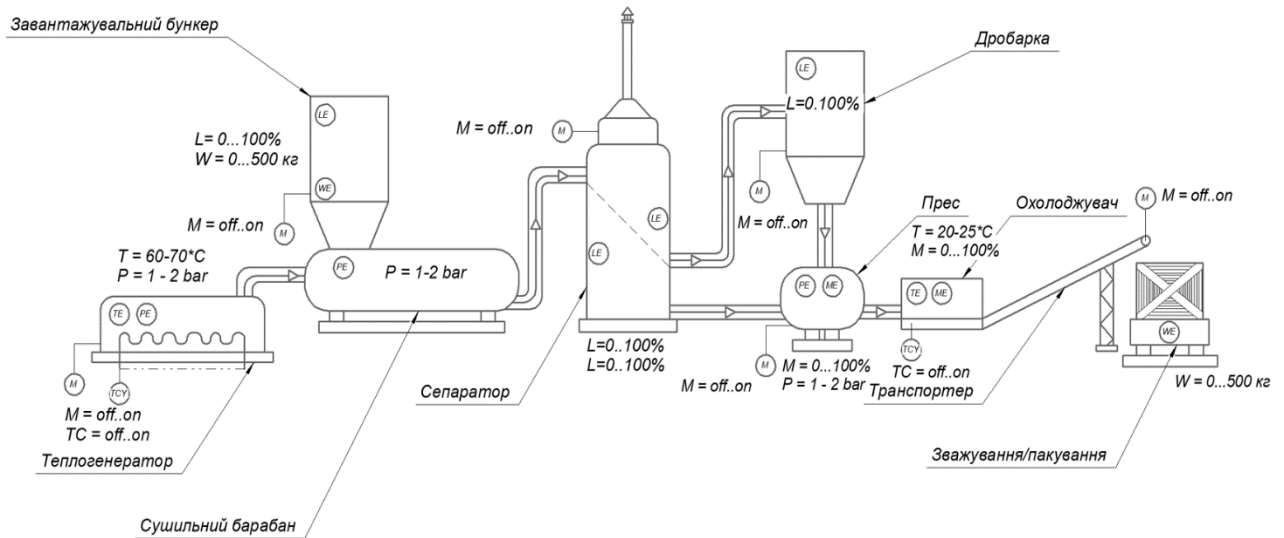 Завантажувальний бункер
LE
L= 0...100%
W = 0...500 кг
WE
M = off..on
M
T = 60-70*C
P = 1 - 2 bar
TE
PE
M
TCY
M = off..on
TC = off..on
Теплогенератор
PE
P = 1-2 bar
Сушильний барабан
M = off..on
M
LE
LE
L=0..100%
L=0..100%
Сепаратор
Дробарка
LE
L=0.100%
M
M = off..on
Прес
PE
ME
M
M = off..on
M = 0...100%
P = 1 - 2 bar
Охолоджувач
T = 20-25*C
M = 0...100%
TE
ME
TCY
TC = off..on
Транспортер
M
M = off..on
WE
W = 0...500 кг
Зважування/пакування